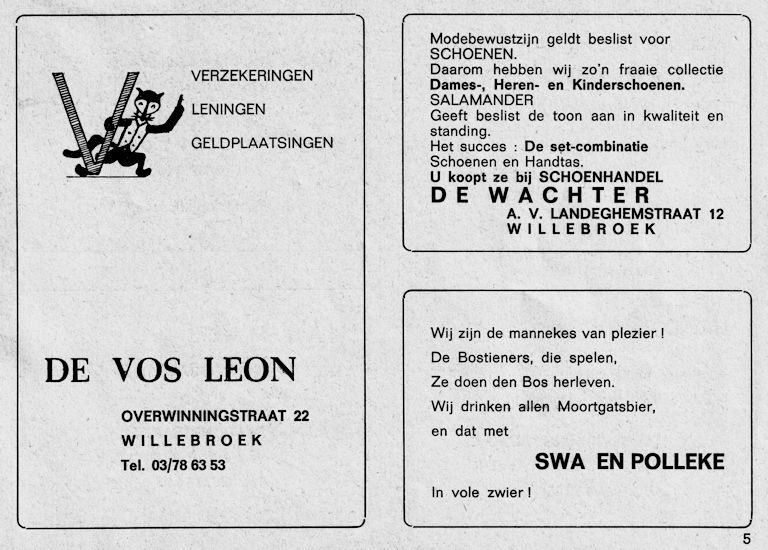 VERZEKERINGEN
LENINGEN
GELDPLAATSINGEN
DE VOS LEON
OVERWINNINGSTRAAT 22
WILLEBROEK
Tel. 03/78 63 53
Modebewustzijn geldt beslist voor
SCHOENEN.
Daarom hebben wij zo'n fraaie collectie
Dames-, Heren- en Kinderschoenen.
SALAMANDER
Geeft beslist de toon aan in kwaliteit en
standing.
Het succes : De set-combinatie
Schoenen en Handtas.
U koopt ze bij SCHOENHANDEL
DE WACHTER
A. V. LANDEGHEMSTRAAT 12
WILLEBROEK
Wij zijn de mannekes van plezier !
De Bostieners, die spelen,
Ze doen den Bos herleven.
Wij drinken allen Moortgatsbier,
en dat met
SWA EN POLLEKE
In vole zwier !
5